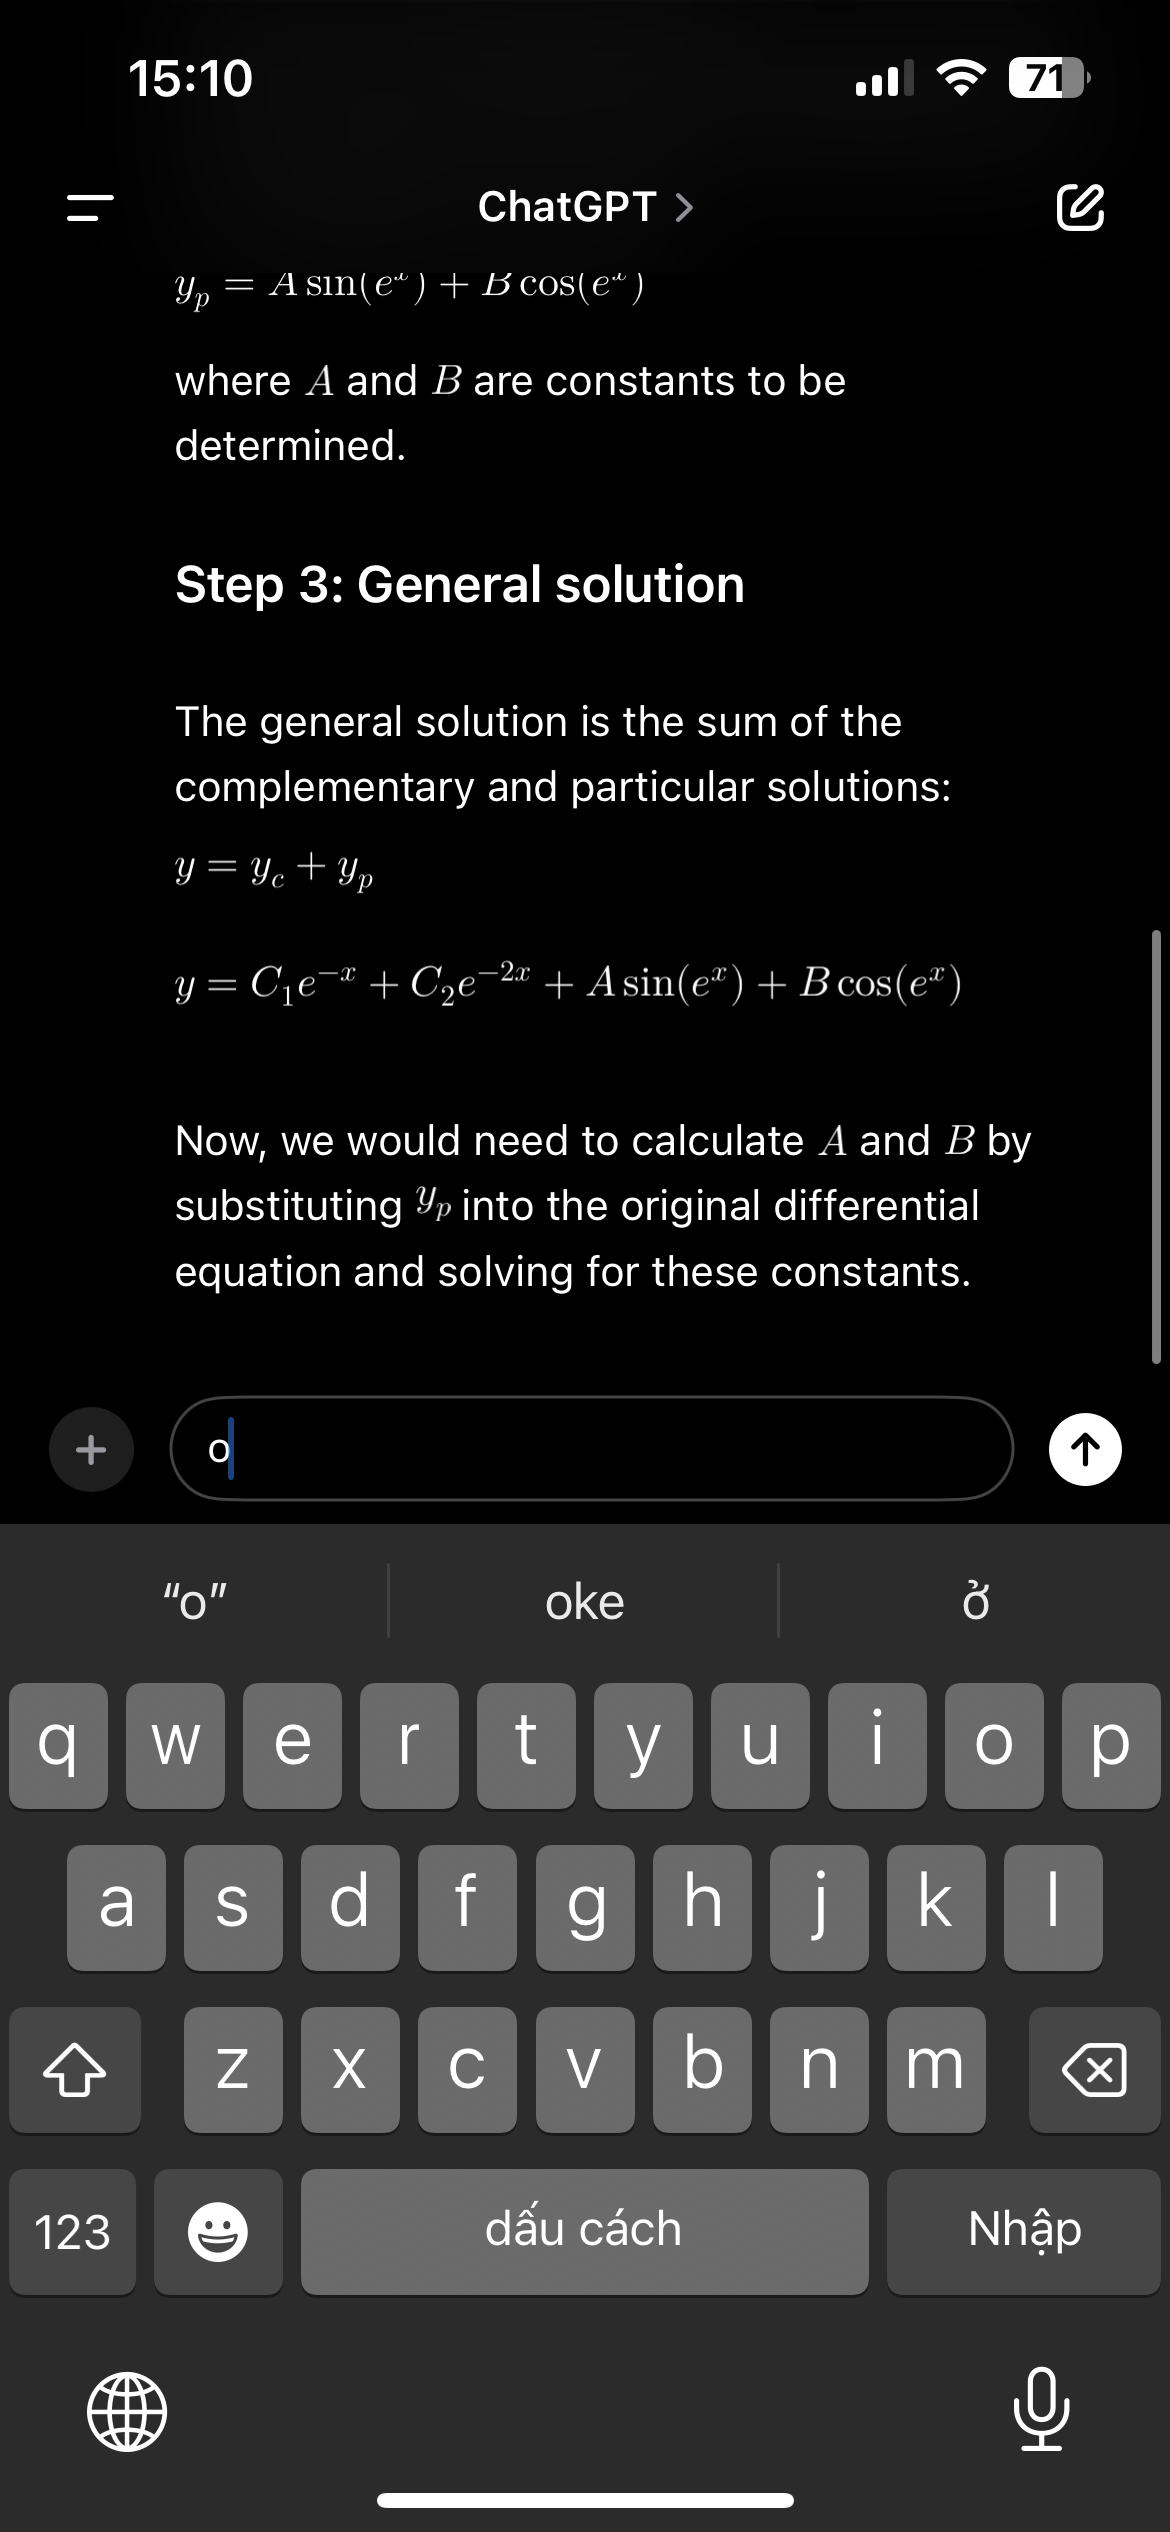 15:10
71
ChatGPT >
y_p = A sin(e^x) + B cos(e^x)
where A and B are constants to be
determined.
Step 3: General solution
The general solution is the sum of the
complementary and particular solutions:
y = y_c + y_p
y = C_1e^{-x} + C_2e^{-2x} + A sin(e^x) + B cos(e^x)
Now, we would need to calculate A and B by
substituting y_p into the original differential
equation and solving for these constants.
o
“o” oke ở
q w e r t y u i o p
a s d f g h j k l
z x c v b n m
123 dấu cách Nhập